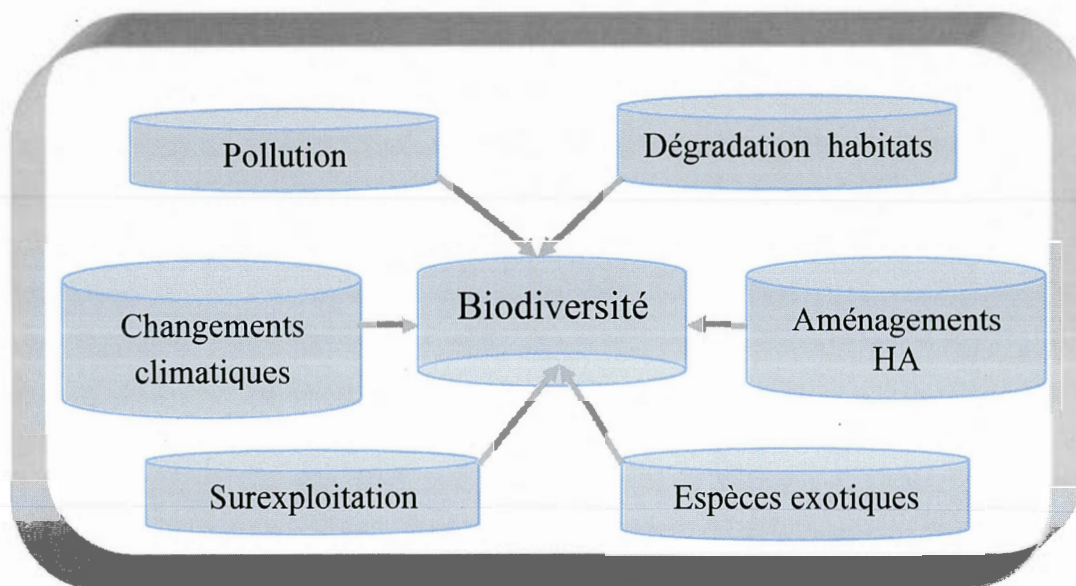 Pollution
Dégradation habitats
Changements
climatiques
Biodiversité
Aménagements
HA
Surexploitation
Espèces exotiques